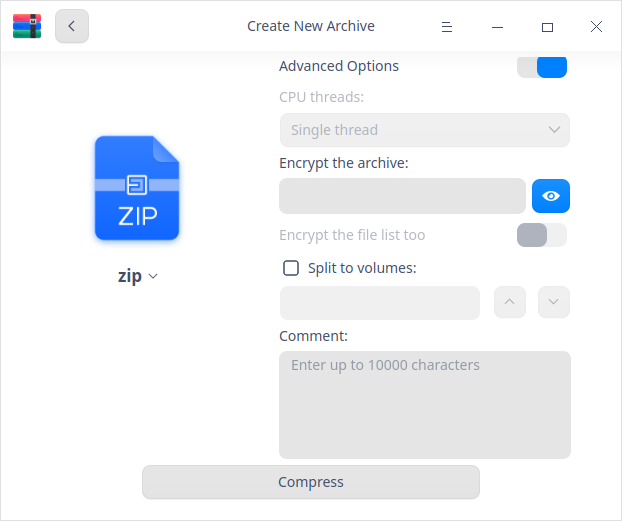 Create New Archive
Advanced Options
CPU threads:
Single thread
Encrypt the archive:
ZIP
Encrypt the file list too
zip
Split to volumes:
Comment:
Enter up to 10000 characters
Compress